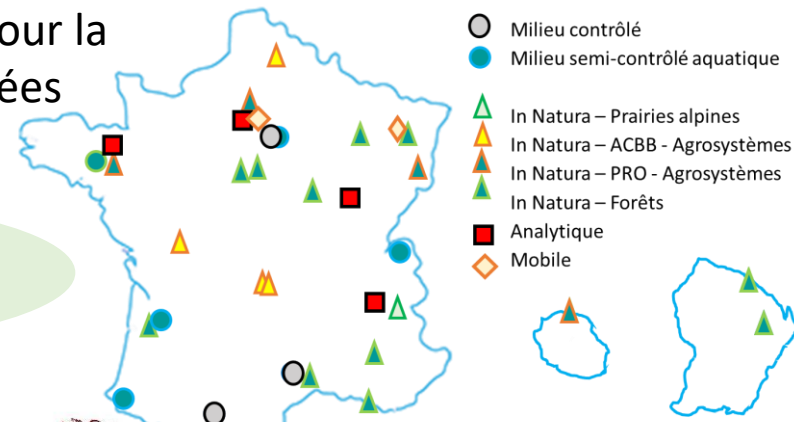 our la
ées
Milieu contrôlé
Milieu semi-contrôlé aquatique
In Natura – Prairies alpines
In Natura – ACBB - Agrosystèmes
In Natura – PRO - Agrosystèmes
In Natura – Forêts
Analytique
Mobile